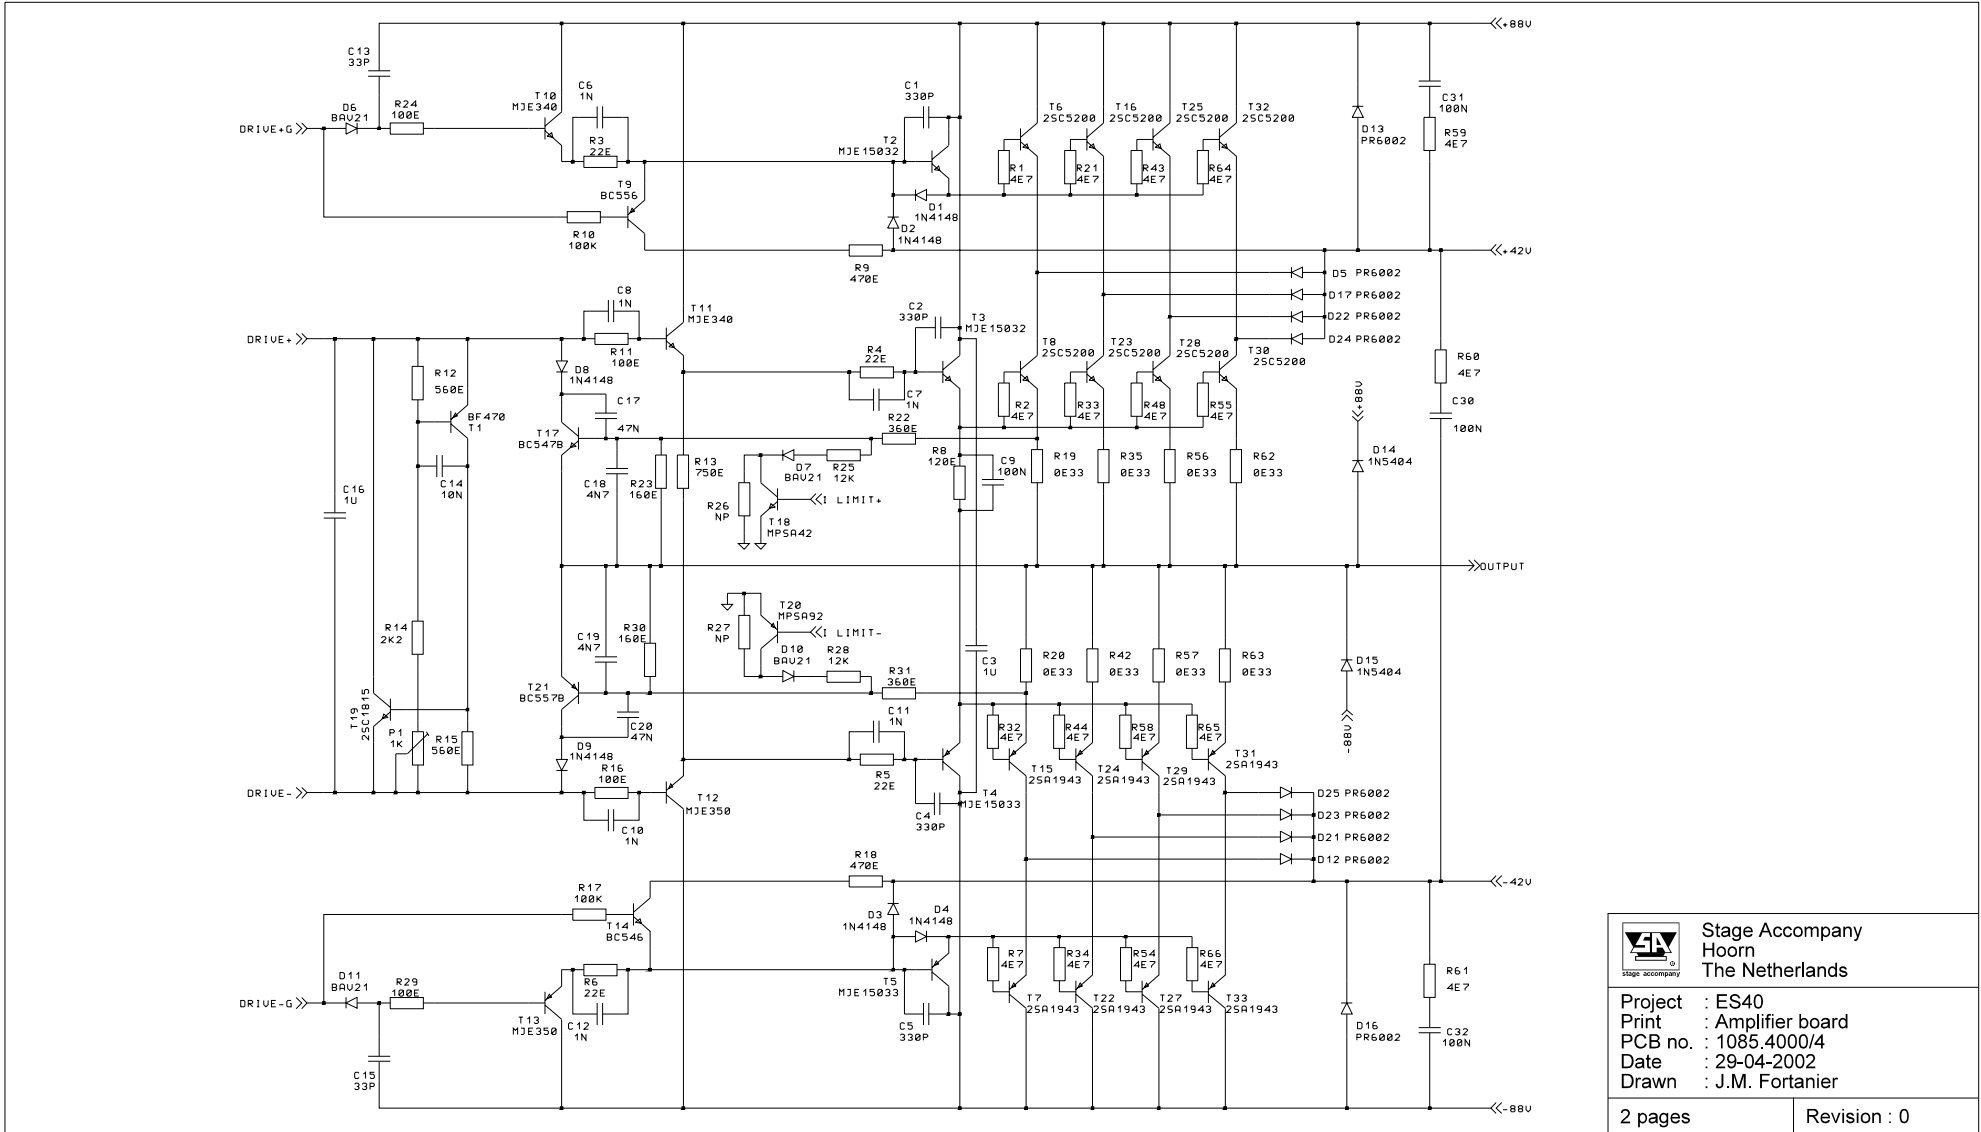 +88V
C13
33P
C6
1N
C1
330P
T10
MJE340
D6
BAV21
R24
100E
DRIVE+G
R3
22E
T2
MJE15032
T6
2SC5200
T16
2SC5200
T25
2SC5200
T32
2SC5200
D13
PR6002
C31
100N
R59
4E7
R1
4E7
R21
4E7
R43
4E7
R64
4E7
T9
BC556
R10
100K
D1
1N4148
D2
1N4148
R9
470E
+42V
D5 PR6002
D17 PR6002
D22 PR6002
D24 PR6002
C8
1N
T11
MJE340
C2
330P
T3
MJE15032
DRIVE+
R11
100E
R4
22E
C7
1N
T8
2SC5200
T23
2SC5200
T28
2SC5200
T30
2SC5200
R60
4E7
C30
100N
R12
560E
D8
1N4148
BF470
T1
C17
47N
T17
BC547B
R22
360E
R2
4E7
R33
4E7
R48
4E7
R55
4E7
+88V
D14
1N5404
C16
1U
C14
10N
C18
4N7
R23
160E
R13
750E
D7
BAV21
R25
12K
R26
NP
I LIMIT+
T18
MPSA42
R8
120E
C9
100N
R19
0E33
R35
0E33
R56
0E33
R62
0E33
OUTPUT
R14
2K2
C19
4N7
R30
160E
R27
NP
T20
MPSA92
I LIMIT-
D10
BAV21
R28
12K
R31
360E
C3
1U
R20
0E33
R42
0E33
R57
0E33
R63
0E33
D15
1N5404
-88V
T21
BC557B
T19
2SC1815
P1
1K
R15
560E
C20
47N
D9
1N4148
R16
100E
C10
1N
DRIVE-
T12
MJE350
C11
1N
R5
22E
C4
330P
T4
MJE15033
R32
4E7
R44
4E7
R58
4E7
R65
4E7
T15
2SA1943
T24
2SA1943
T29
2SA1943
T31
2SA1943
D25 PR6002
D23 PR6002
D21 PR6002
D12 PR6002
R18
470E
-42V
R17
100K
T14
BC546
D3
1N4148
D4
1N4148
D11
BAV21
R29
100E
DRIVE-G
R6
22E
T13
MJE350
C12
1N
T5
MJE15033
C5
330P
R7
4E7
R34
4E7
R54
4E7
R66
4E7
T7
2SA1943
T22
2SA1943
T27
2SA1943
T33
2SA1943
D16
PR6002
R61
4E7
C32
100N
C15
33P
-88V
SA
stage accompany
Stage Accompany
Hoorn
The Netherlands
Project : ES40
Print : Amplifier board
PCB no. : 1085.4000/4
Date : 29-04-2002
Drawn : J.M. Fortanier
2 pages
Revision : 0